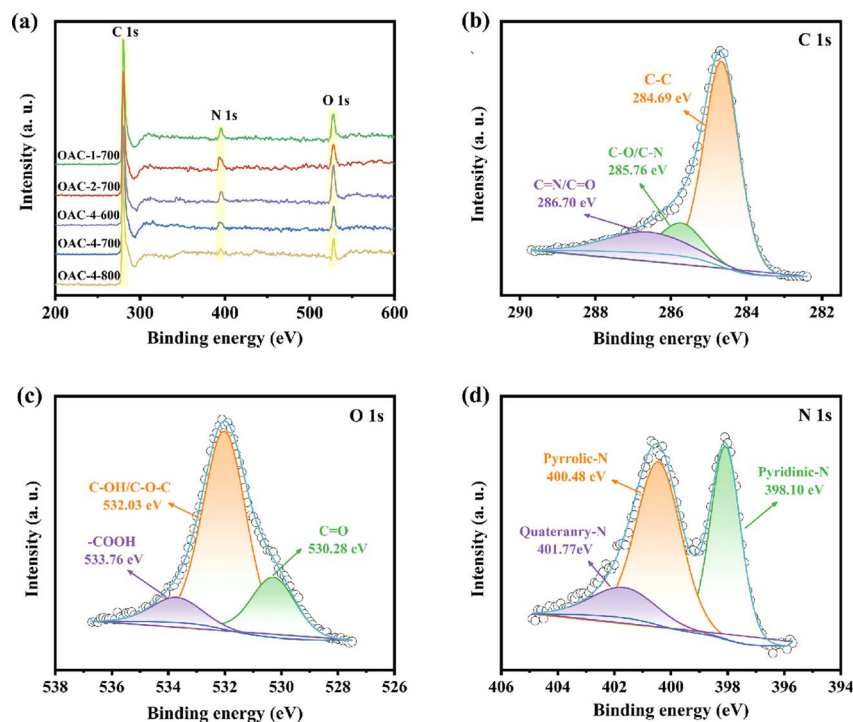 (a)
C 1s
N 1s
O 1s
OAC-1-700
OAC-2-700
OAC-4-600
OAC-4-700
OAC-4-800
Intensity (a. u.)
200 300 400 500 600
Binding energy (eV)
(b)
C 1s
C-C
284.69 eV
C-O/C-N
285.76 eV
C=N/C=O
286.70 eV
Intensity (a. u.)
290 288 286 284 282
Binding energy (eV)
(c)
O 1s
C-OH/C-O-C
532.03 eV
C=O
530.28 eV
-COOH
533.76 eV
Intensity (a. u.)
538 536 534 532 530 528 526
Binding energy (eV)
(d)
N 1s
Pyrrolic-N
400.48 eV
Pyridinic-N
398.10 eV
Quateranry-N
401.77eV
Intensity (a. u.)
406 404 402 400 398 396 394
Binding energy (eV)